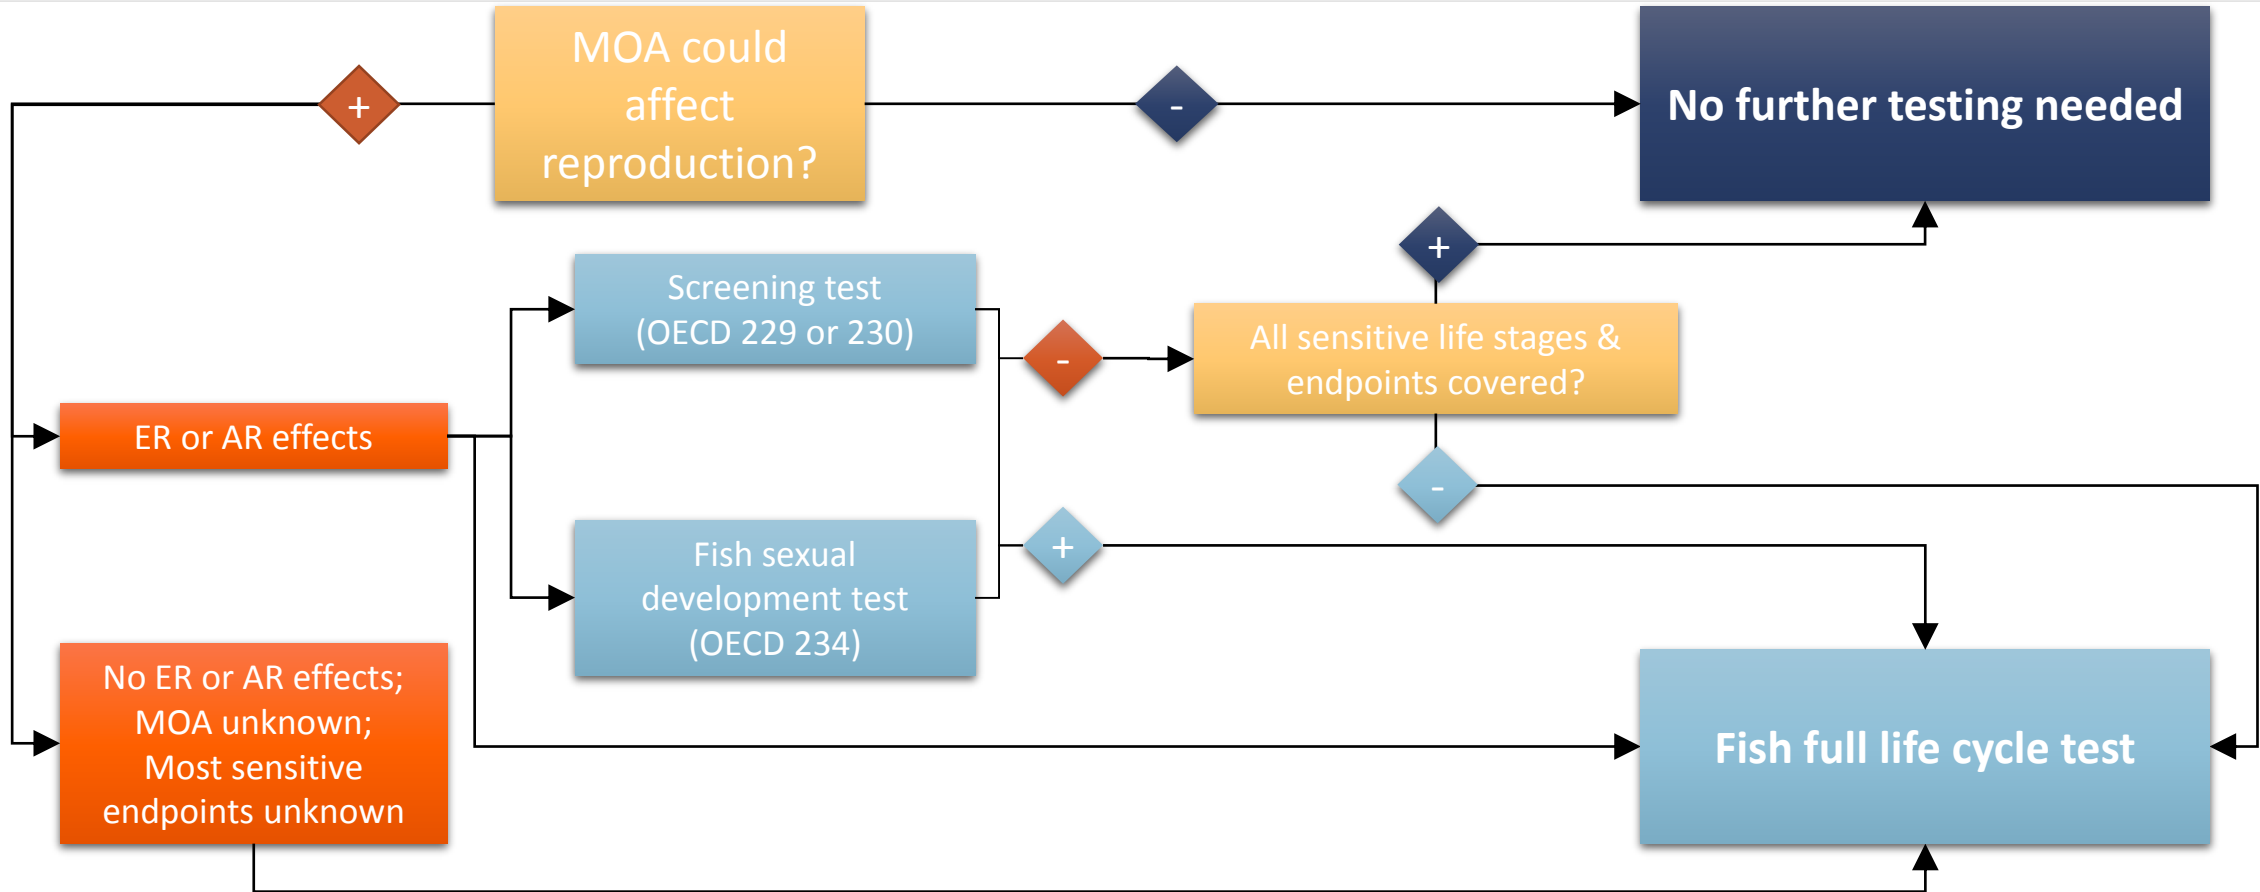 MOA could
affect
reproduction?
+
-
No further testing needed
+
Screening test
(OECD 229 or 230)
-
All sensitive life stages &
endpoints covered?
ER or AR effects
-
Fish sexual
development test
(OECD 234)
+
No ER or AR effects;
MOA unknown;
Most sensitive
endpoints unknown
Fish full life cycle test